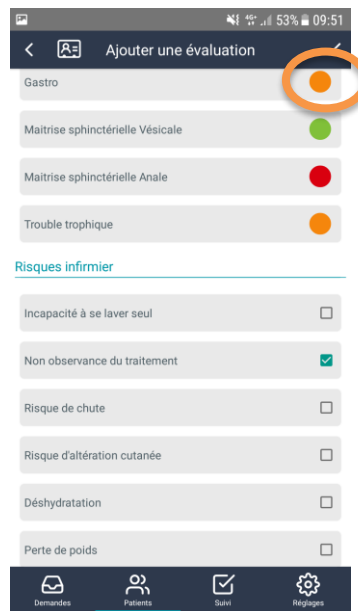 53% 09:51
Ajouter une évaluation
Gastro
Maitrise sphinctérielle Vésicale
Maitrise sphinctérielle Anale
Trouble trophique
Risques infirmier
Incapacité à se laver seul
Non observance du traitement
Risque de chute
Risque d'altération cutanée
Déshydratation
Perte de poids
Demandes Patients Suivi Réglages